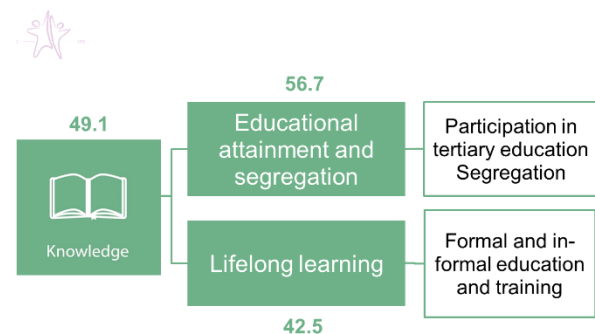 56.7
49.1
Educational
attainment and
segregation
Participation in
tertiary education
Segregation
Knowledge
Lifelong learning
Formal and in-
formal education
and training
42.5